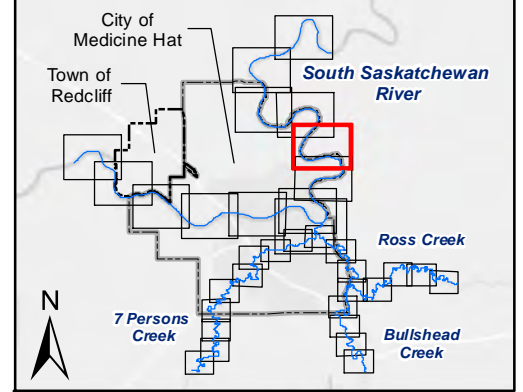 City of
Medicine Hat
Town of
Redcliff
South Saskatchewan
River
Ross Creek
N
7 Persons
Creek
Bullshead
Creek